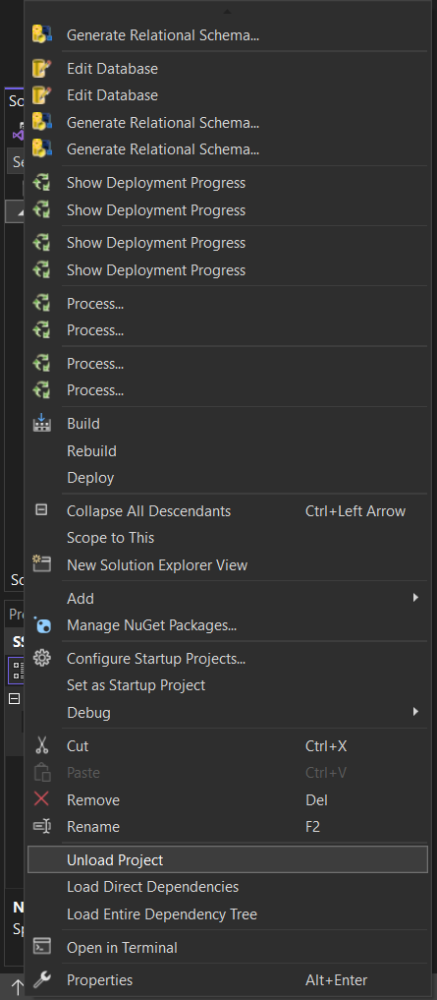 Generate Relational Schema...
Edit Database
Edit Database
Generate Relational Schema...
Generate Relational Schema...
Show Deployment Progress
Show Deployment Progress
Show Deployment Progress
Show Deployment Progress
Process...
Process...
Process...
Process...
Build
Rebuild
Deploy
Collapse All Descendants Ctrl+Left Arrow
Scope to This
New Solution Explorer View
Add
Manage NuGet Packages...
Configure Startup Projects...
Set as Startup Project
Debug
Cut Ctrl+X
Paste Ctrl+V
Remove Del
Rename F2
Unload Project
Load Direct Dependencies
Load Entire Dependency Tree
Open in Terminal
Properties Alt+Enter
So
Se
So
Pr
SS
N
Sp